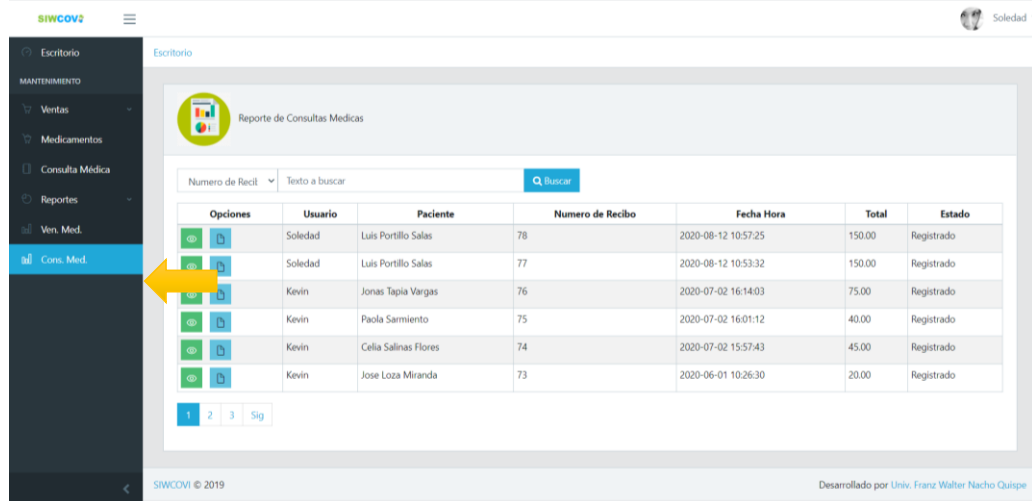 SIWCOVI
Soledad
Escritorio
Escritorio
MANTENIMIENTO
Ventas
Medicamentos
Consulta Médica
Reportes
Ven. Med.
Cons. Med.
Reporte de Consultas Medicas
Numero de Recil Texto a buscar Buscar
Opciones Usuario Paciente Numero de Recibo Fecha Hora Total Estado
Soledad Luis Portillo Salas 78 2020-08-12 10:57:25 150.00 Registrado
Soledad Luis Portillo Salas 77 2020-08-12 10:53:32 150.00 Registrado
Kevin Jonas Tapia Vargas 76 2020-07-02 16:14:03 75.00 Registrado
Kevin Paola Sarmiento 75 2020-07-02 16:01:12 40.00 Registrado
Kevin Celia Salinas Flores 74 2020-07-02 15:57:43 45.00 Registrado
Kevin Jose Loza Miranda 73 2020-06-01 10:26:30 20.00 Registrado
1 2 3 Sig
SIWCOVI © 2019 Desarrollado por Univ. Franz Walter Nacho Quispe